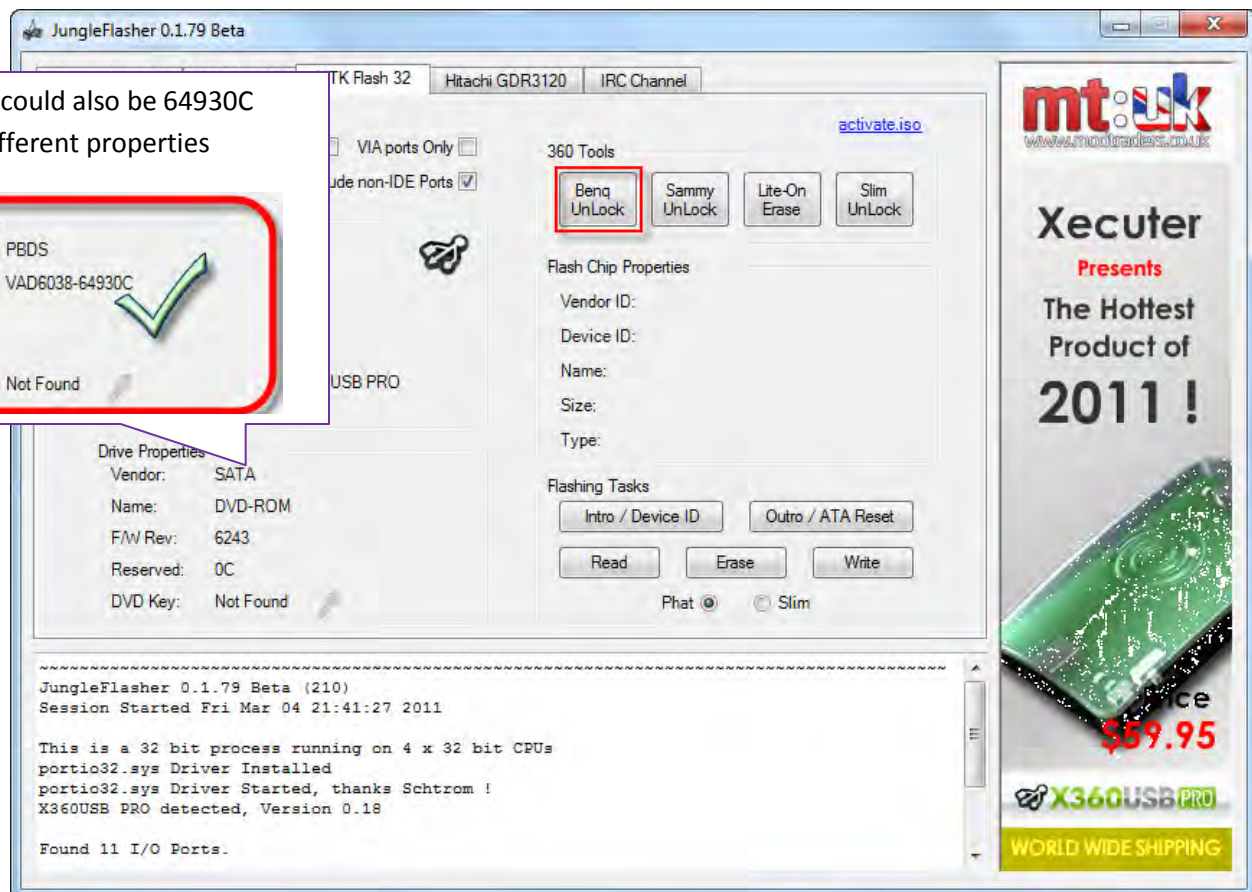 JungleFlasher 0.1.79 Beta
TK Flash 32
Hitachi GDR3120
IRC Channel
could also be 64930C
fferent properties
PBDS
VAD6038-64930C
Not Found
VIA ports Only
ude non-IDE Ports
USB PRO
activate.iso
360 Tools
Benq UnLock
Sammy UnLock
Lite-On Erase
Slim UnLock
Flash Chip Properties
Vendor ID:
Device ID:
Name:
Size:
Type:
Drive Properties
Vendor: SATA
Name: DVD-ROM
F/W Rev: 6243
Reserved: 0C
DVD Key: Not Found
Flashing Tasks
Intro / Device ID
Outro / ATA Reset
Read
Erase
Write
Phat
Slim
~~~~~~~~~~~~~~~~~~~~~~~~~~~~~~~~~~~~~~~~~~~~~~~~~~~~~~~~~~~~~~~~~~~~~~~~~~~~~~~~~~~~~~~~~~
JungleFlasher 0.1.79 Beta (210)
Session Started Fri Mar 04 21:41:27 2011
This is a 32 bit process running on 4 x 32 bit CPUs
portio32.sys Driver Installed
portio32.sys Driver Started, thanks Schtrom !
X360USB PRO detected, Version 0.18
Found 11 I/O Ports.
mt:uk
www.modtraders.co.uk
Xecuter
Presents
The Hottest
Product of
2011 !
$59.95
X360USB PRO
WORLD WIDE SHIPPING